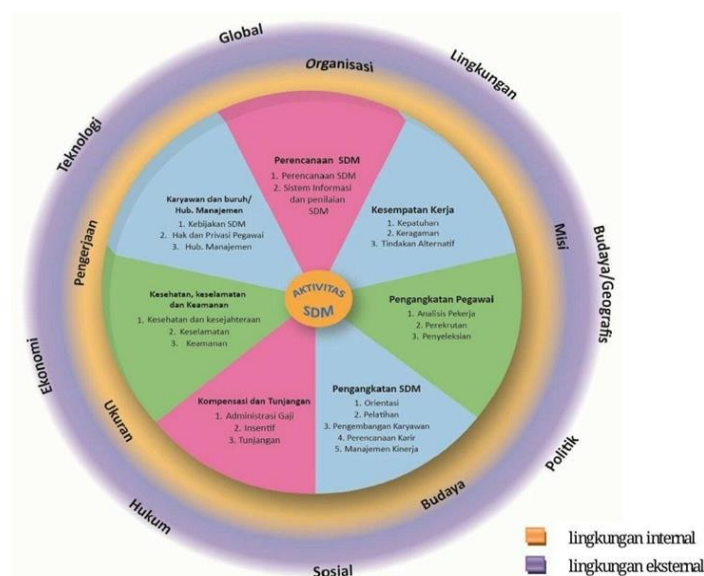 Global
Organisasi
Lingkungan
Teknologi
Perencanaan SDM
1. Perencanaan SDM
2. Sistem Informasi
dan penilaian
SDM
Karyawan dan buruh/
Hub. Manajemen
1. Kebijakan SDM
2. Hak dan Privasi Pegawai
3. Hub. Manajemen
Kesempatan Kerja
1. Kepatuhan
2. Keragaman
3. Tindakan Alternatif
Pengerjaan
Misi
Budaya/Geografis
AKTIVITAS
SDM
Kesehatan, keselamatan
dan Keamanan
1. Kesehatan dan kesejahteraan
2. Keselamatan
3. Keamanan
Pengangkatan Pegawai
1. Analisis Pekerja
2. Perekrutan
3. Penyeleksian
Ekonomi
Ukuran
Kompensasi dan Tunjangan
1. Administrasi Gaji
2. Insentif
3. Tunjangan
Pengangkatan SDM
1. Orientasi
2. Pelatihan
3. Pengembangan Karyawan
4. Perencanaan Karir
5. Manajemen Kinerja
Politik
Budaya
Hukum
Sosial
lingkungan internal
lingkungan eksternal